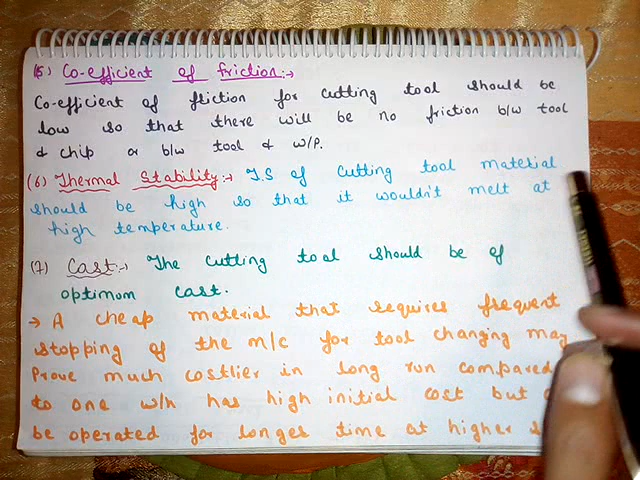 (5) Co-efficient of friction:→
Co-efficient of friction for cutting tool should be
low so that there will be no friction b/w tool
& chip or b/w tool & W/P.
(6) Thermal Stability:→ T.S of cutting tool material
should be high so that it wouldn't melt at
high temperature.
(7) Cast:→ The cutting tool should be of
optimum cast.
→ A cheap material that requires frequent
stopping of the m/c for tool changing may
Prove much costlier in long run compared
to one w/h has high initial cost but
be operated for longer time at higher